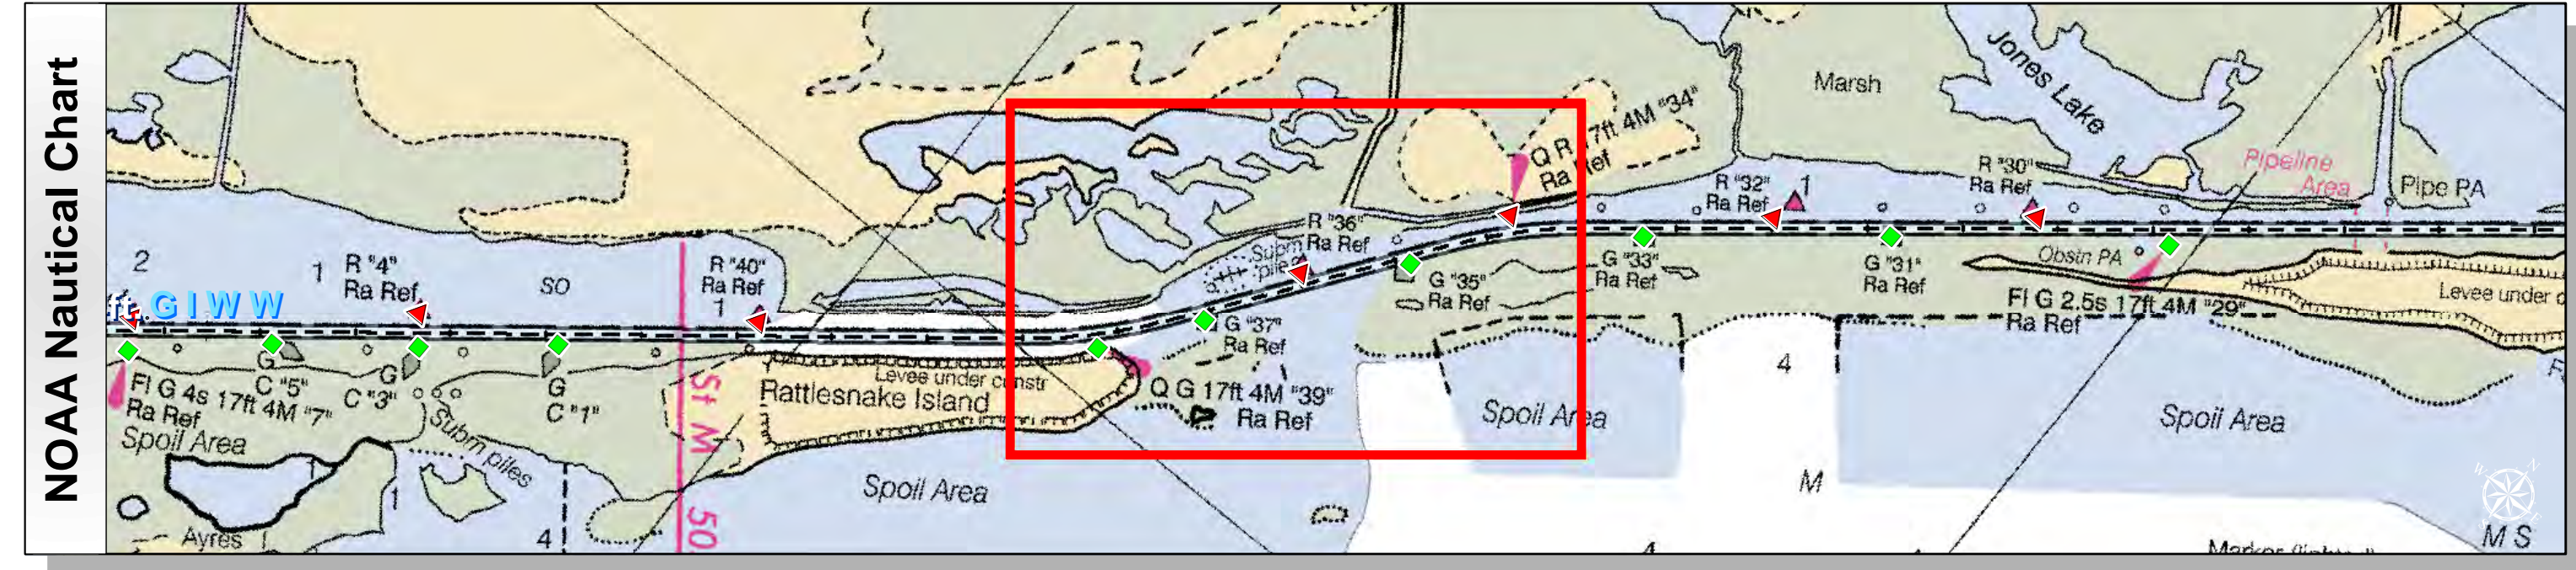 NOAA Nautical Chart
2
1
R "4"
Ra Ref
ft. GIWW
SO
R "40"
Ra Ref
1
G
C "5"
G
C "3"
G
C "1"
Fl G 4s 17ft 4M "7"
Ra Ref
Spoil Area
Subm piles
Ayres
1
4
St M
50
Levee under constr
Rattlesnake Island
Spoil Area
Q G 17ft 4M "39"
Ra Ref
G "37"
Ra Ref
Subm
piles
R "36"
Ra Ref
Q R 17ft 4M "34"
Ra Ref
G "35"
Ra Ref
Spoil Area
G "33"
Ra Ref
R "32"
Ra Ref
1
Marsh
G "31"
Ra Ref
R "30"
Ra Ref
Jones Lake
Pipeline
Area
Pipe PA
Obstn PA
Fl G 2.5s 17ft 4M "29"
Ra Ref
Levee under c
4
M
Spoil Area
4
M S
N
W